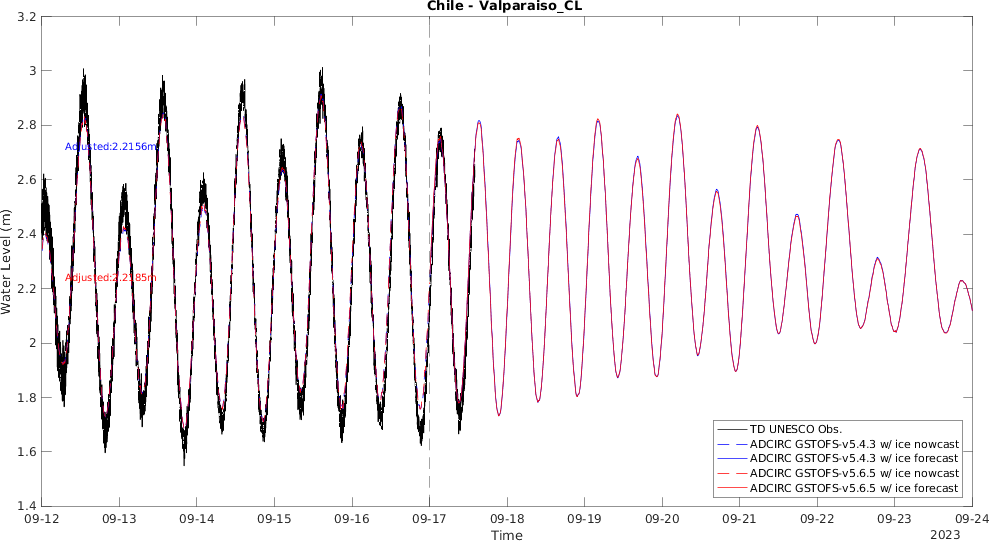 Chile - Valparaiso_CL
3.2
3
2.8
2.6
2.4
2.2
2
1.8
1.6
1.4
Water Level (m)
Adjusted:2.2156m
Adjusted:2.2185m
TD UNESCO Obs.
ADCIRC GSTOFS-v5.4.3 w/ ice nowcast
ADCIRC GSTOFS-v5.4.3 w/ ice forecast
ADCIRC GSTOFS-v5.6.5 w/ ice nowcast
ADCIRC GSTOFS-v5.6.5 w/ ice forecast
09-12 09-13 09-14 09-15 09-16 09-17 09-18 09-19 09-20 09-21 09-22 09-23 09-24
Time
2023